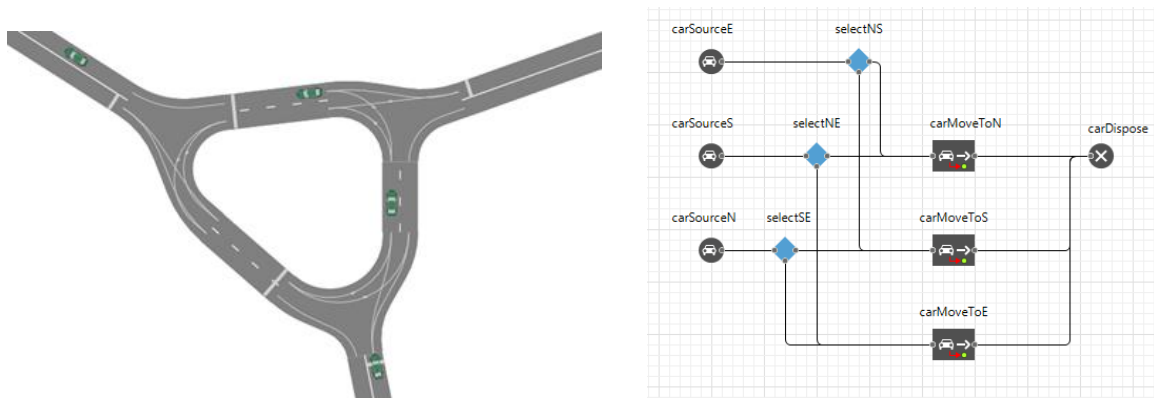 carSourceE
selectNS
carSourceS
selectNE
carMoveToN
carDispose
carSourceN
selectSE
carMoveToS
carMoveToE